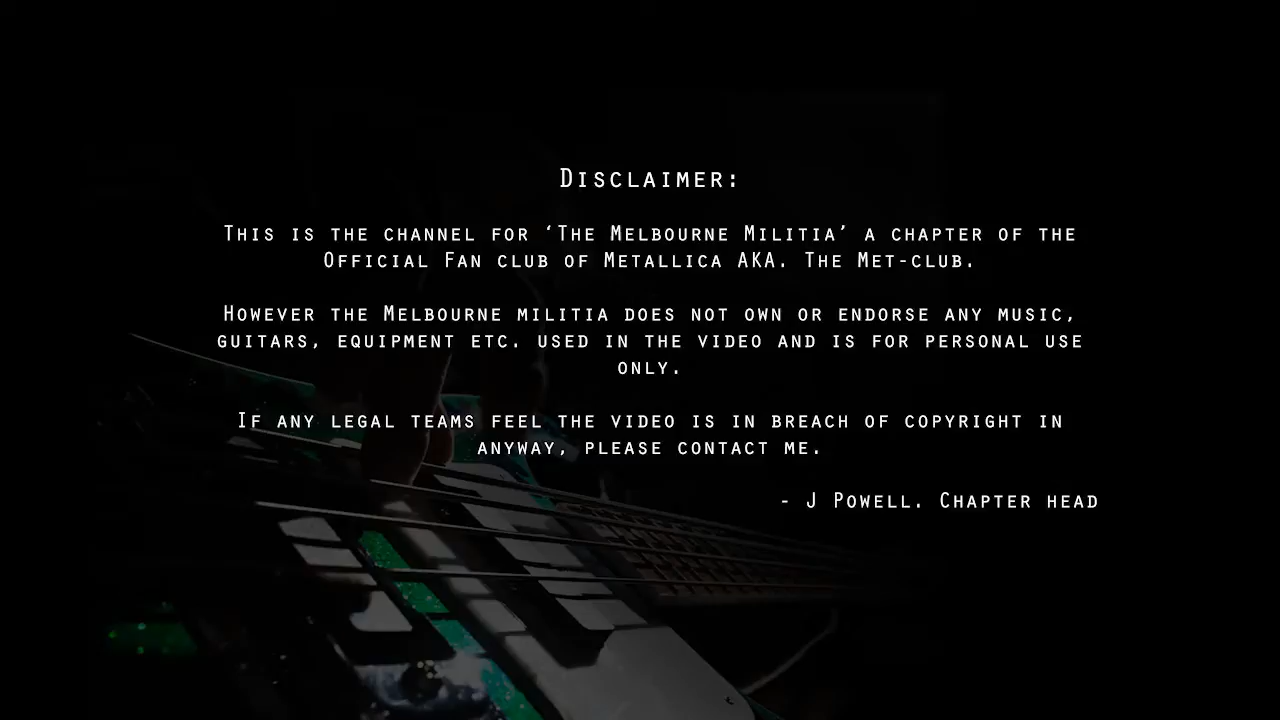 Disclaimer:
This is the channel for ‘The Melbourne Militia’ a chapter of the
Official Fan club of Metallica AKA. The Met-club.
However the Melbourne militia does not own or endorse any music,
guitars, equipment etc. used in the video and is for personal use
only.
If any legal teams feel the video is in breach of copyright in
anyway, please contact me.
- J Powell. Chapter head